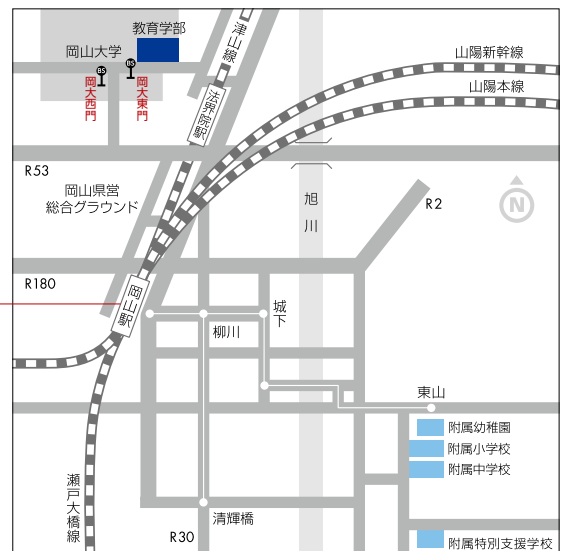 教育学部
岡山大学
BS
BS
岡大西門
岡大東門
津山線
法界院駅
山陽新幹線
山陽本線
R53
岡山県営
総合グラウンド
旭川
R2
N
R180
岡山駅
城下
柳川
東山
附属幼稚園
附属小学校
附属中学校
瀬戸大橋線
清輝橋
R30
附属特別支援学校